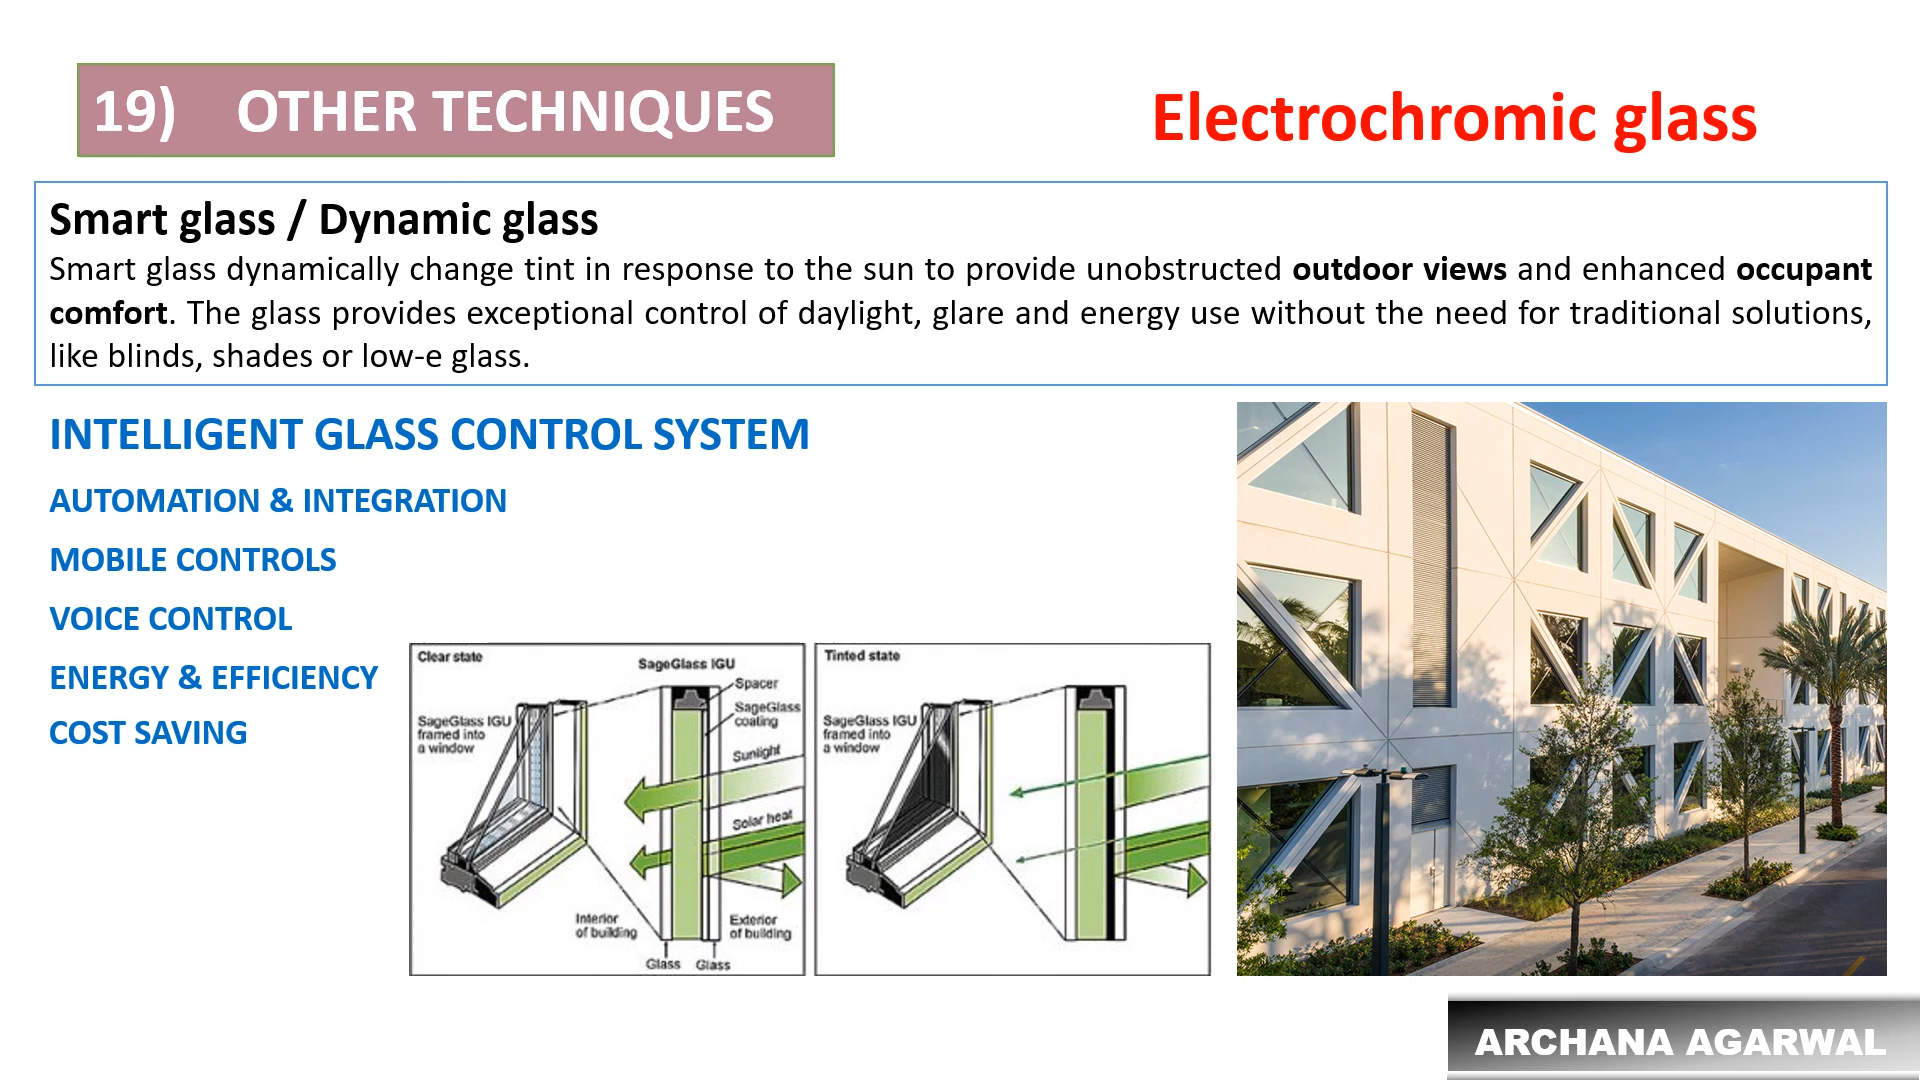 19) OTHER TECHNIQUES
Electrochromic glass
Smart glass / Dynamic glass
Smart glass dynamically change tint in response to the sun to provide unobstructed outdoor views and enhanced occupant
comfort. The glass provides exceptional control of daylight, glare and energy use without the need for traditional solutions,
like blinds, shades or low-e glass.
INTELLIGENT GLASS CONTROL SYSTEM
AUTOMATION & INTEGRATION
MOBILE CONTROLS
VOICE CONTROL
ENERGY & EFFICIENCY
COST SAVING
Clear state
SageGlass IGU
Spacer
SageGlass
coating
SageGlass IGU
framed into
a window
Sunlight
Solar heat
Interior
of building
Exterior
of building
Glass
Glass
Tinted state
SageGlass IGU
framed into
a window
ARCHANA AGARWAL